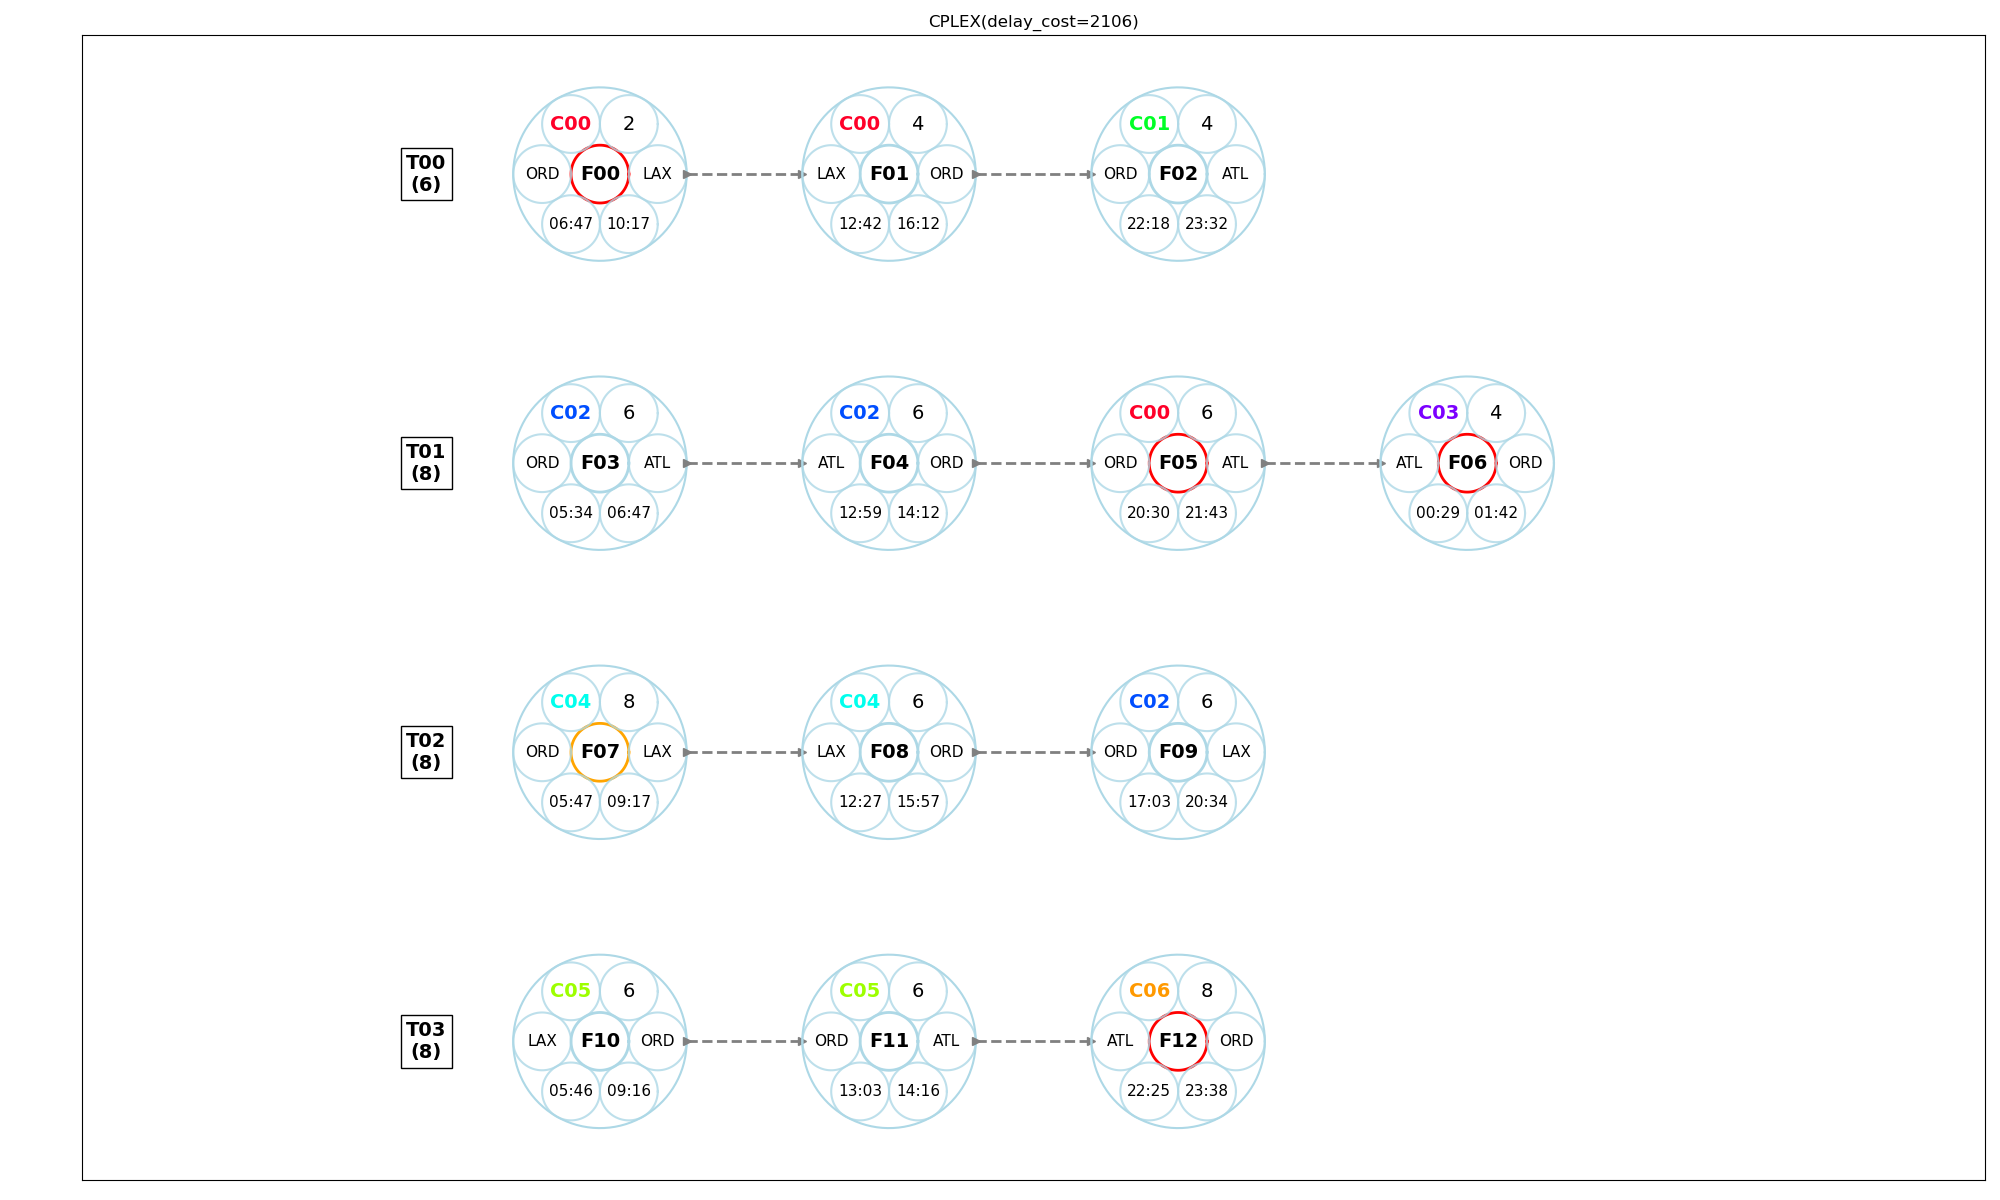 CPLEX(delay_cost=2106)
C00 2 C00 4 C01 4
T00
(6)
ORD F00 LAX LAX F01 ORD ORD F02 ATL
06:47 10:17 12:42 16:12 22:18 23:32
C02 6 C02 6 C00 6 C03 4
T01
(8)
ORD F03 ATL ATL F04 ORD ORD F05 ATL ATL F06 ORD
05:34 06:47 12:59 14:12 20:30 21:43 00:29 01:42
C04 8 C04 6 C02 6
T02
(8)
ORD F07 LAX LAX F08 ORD ORD F09 LAX
05:47 09:17 12:27 15:57 17:03 20:34
C05 6 C05 6 C06 8
T03
(8)
LAX F10 ORD ORD F11 ATL ATL F12 ORD
05:46 09:16 13:03 14:16 22:25 23:38